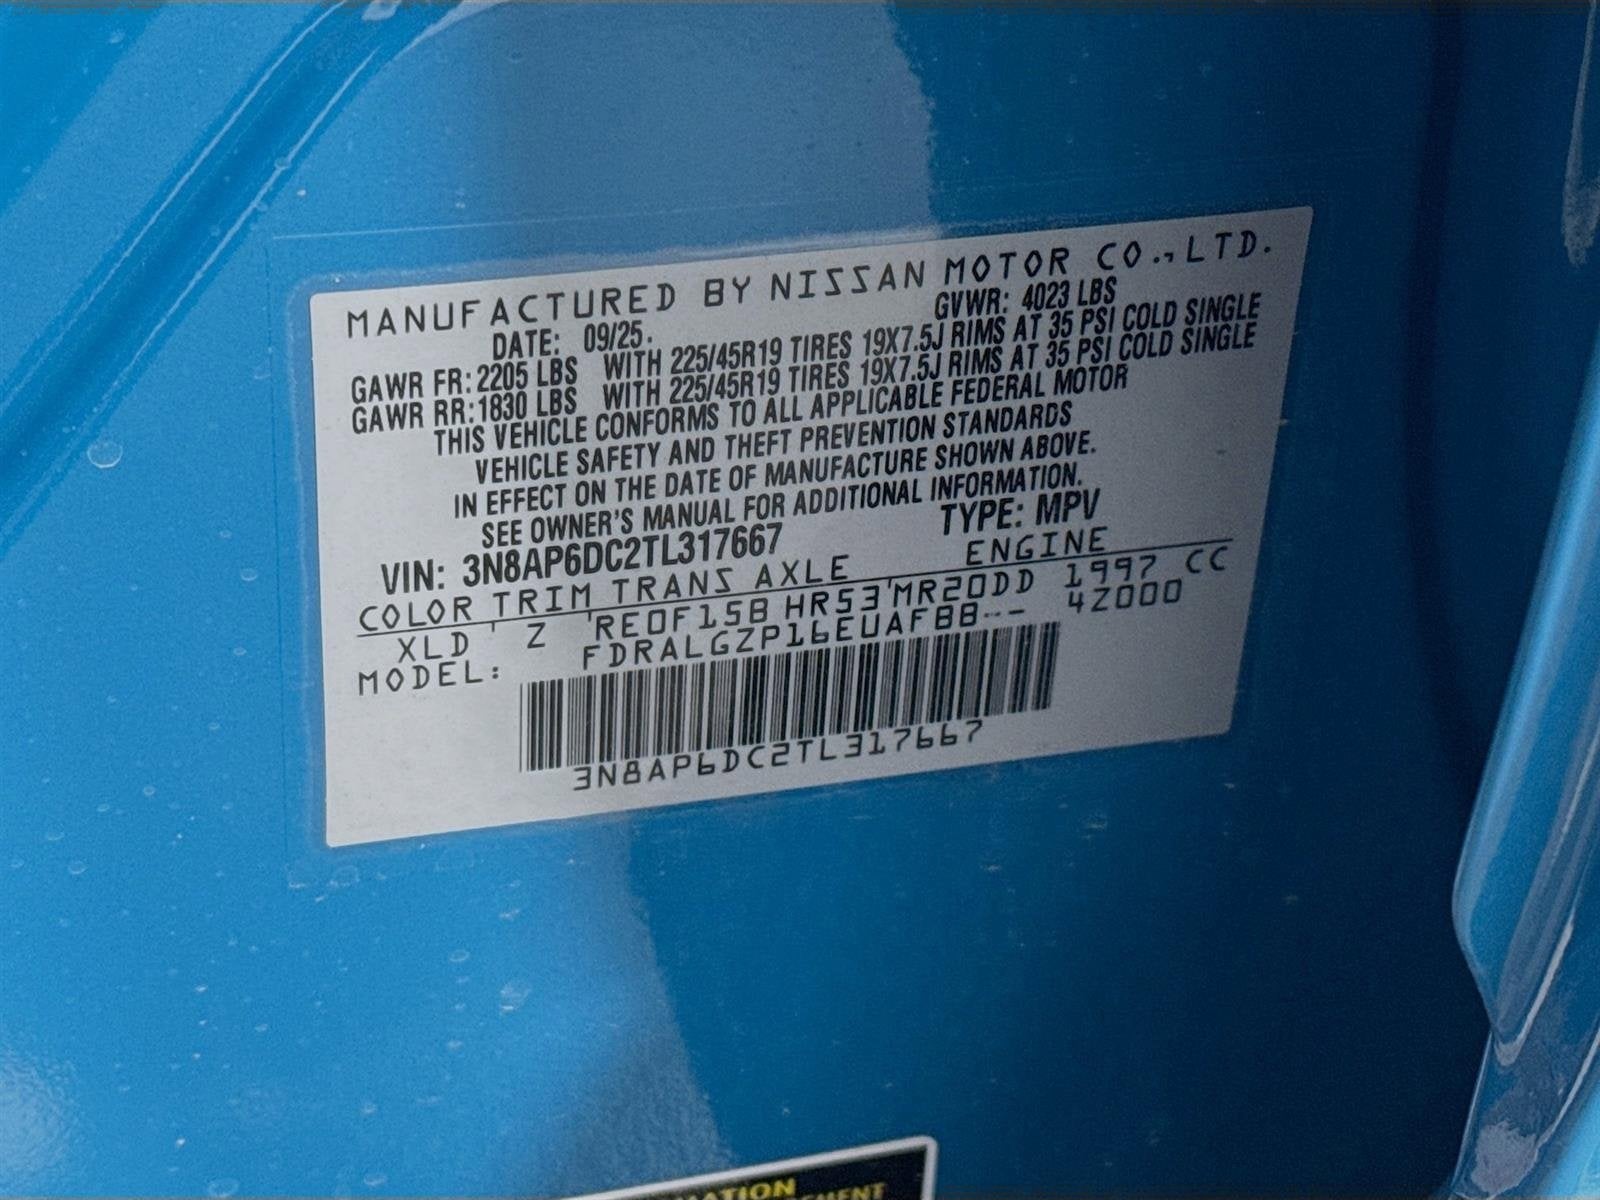 MANUFACTURED BY NISSAN MOTOR CO., LTD.
DATE: 09/25. GVWR: 4023 LBS
GAWR FR: 2205 LBS WITH 225/45R19 TIRES 19X7.5J RIMS AT 35 PSI COLD SINGLE
GAWR RR: 1830 LBS WITH 225/45R19 TIRES 19X7.5J RIMS AT 35 PSI COLD SINGLE
THIS VEHICLE CONFORMS TO ALL APPLICABLE FEDERAL MOTOR
VEHICLE SAFETY AND THEFT PREVENTION STANDARDS
IN EFFECT ON THE DATE OF MANUFACTURE SHOWN ABOVE.
SEE OWNER'S MANUAL FOR ADDITIONAL INFORMATION.
VIN: 3N8AP6DC2TL317667 TYPE: MPV
COLOR TRIM TRANS AXLE ENGINE
XLD ' Z ' RE0F15B HR53 ' MR20DD 1997 CC
MODEL: FDRALGZP16EUAFBB--- 4Z000
3N8AP6DC2TL317667